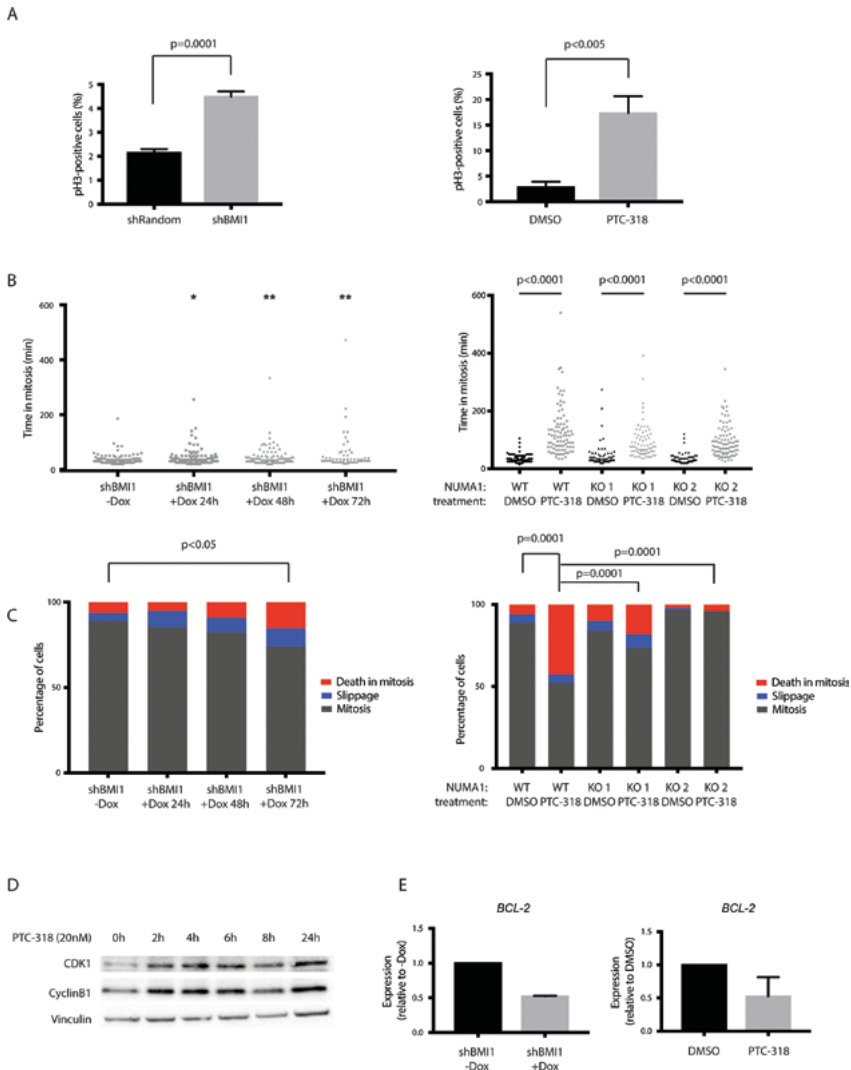 A
p=0.0001
pH3-positive cells (%)
5
4
3
2
1
0
shRandom
shBMI1
p<0.005
pH3-positive cells (%)
25
20
15
10
5
0
DMSO
PTC-318
B
Time in mitosis (min)
600
400
200
0
*
**
**
shBMI1 shBMI1 shBMI1 shBMI1
-Dox +Dox 24h +Dox 48h +Dox 72h
p<0.0001 p<0.0001 p<0.0001
Time in mitosis (min)
600
400
200
0
NUMA1: WT WT KO 1 KO 1 KO 2 KO 2
treatment: DMSO PTC-318 DMSO PTC-318 DMSO PTC-318
C
p<0.05
Percentage of cells
100
50
0
shBMI1 shBMI1 shBMI1 shBMI1
-Dox +Dox 24h +Dox 48h +Dox 72h
Death in mitosis
Slippage
Mitosis
p=0.0001
p=0.0001
p=0.0001
Percentage of cells
100
50
0
NUMA1: WT WT KO 1 KO 1 KO 2 KO 2
treatment: DMSO PTC-318 DMSO PTC-318 DMSO PTC-318
Death in mitosis
Slippage
Mitosis
D
PTC-318 (20nM) 0h 2h 4h 6h 8h 24h
CDK1
CyclinB1
Vinculin
E
BCL-2
Expression
(relative to -Dox)
1.5
1.0
0.5
0.0
shBMI1 shBMI1
-Dox +Dox
BCL-2
Expression
(relative to DMSO)
1.5
1.0
0.5
0.0
DMSO
PTC-318